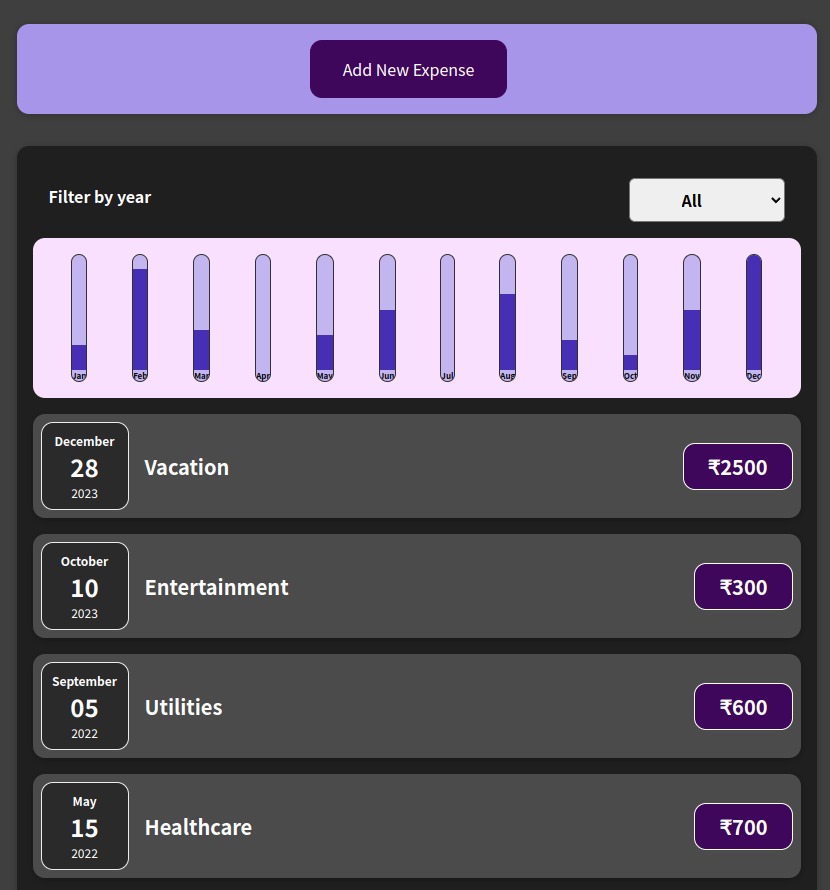 Add New Expense
Filter by year
All
Jan Feb Mar Apr May Jun Jul Aug Sep Oct Nov Dec
December
28
2023
Vacation
₹2500
October
10
2023
Entertainment
₹300
September
05
2022
Utilities
₹600
May
15
2022
Healthcare
₹700